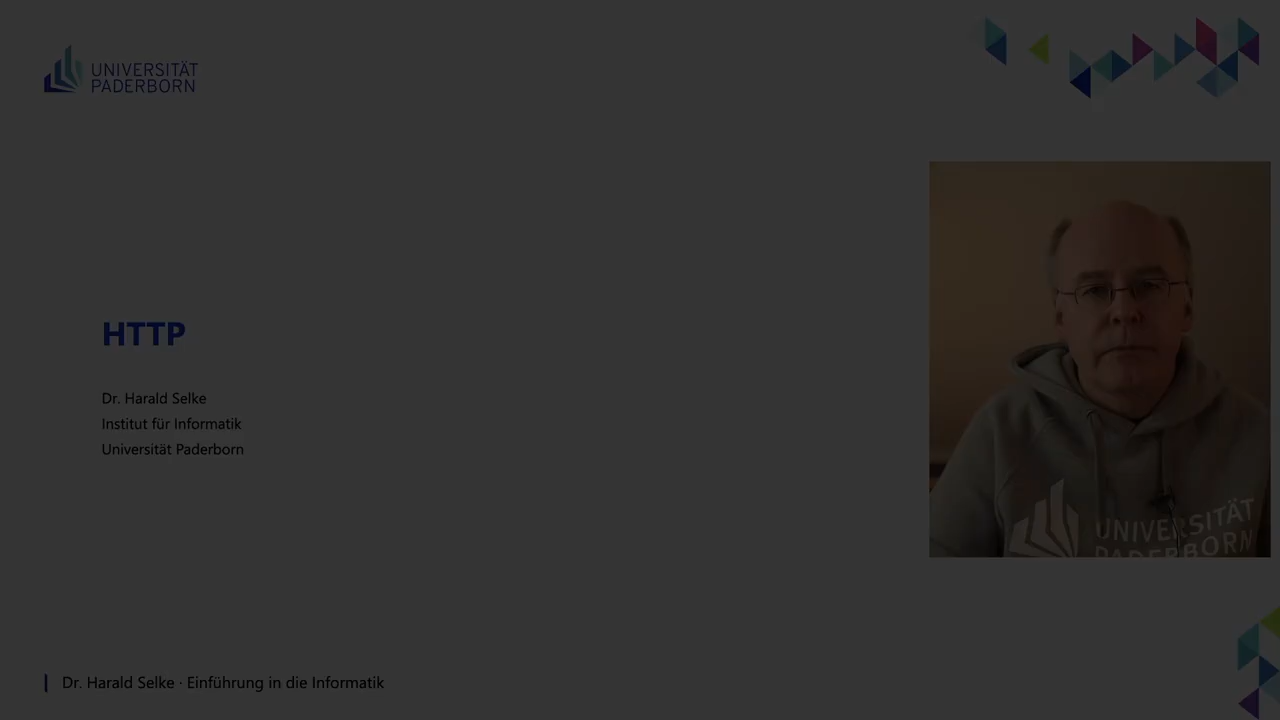 UNIVERSITÄT
PADERBORN
HTTP
Dr. Harald Selke
Institut für Informatik
Universität Paderborn
UNIVERSITÄT
PADERBORN
Dr. Harald Selke · Einführung in die Informatik